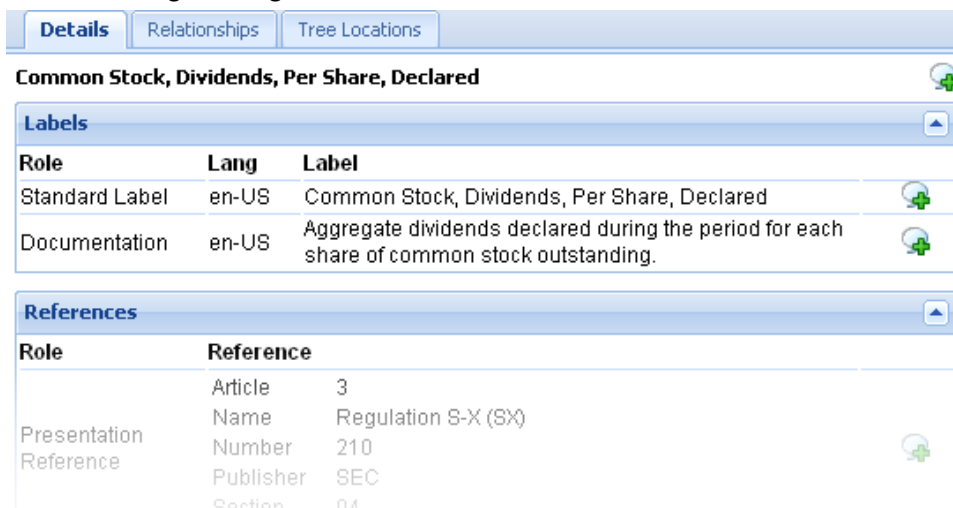 Details Relationships Tree Locations
Common Stock, Dividends, Per Share, Declared
Labels
Role Lang Label
Standard Label en-US Common Stock, Dividends, Per Share, Declared
Documentation en-US Aggregate dividends declared during the period for each
share of common stock outstanding.
References
Role Reference
Article 3
Name Regulation S-X (SX)
Presentation
Reference
Number 210
Publisher SEC
Section 04